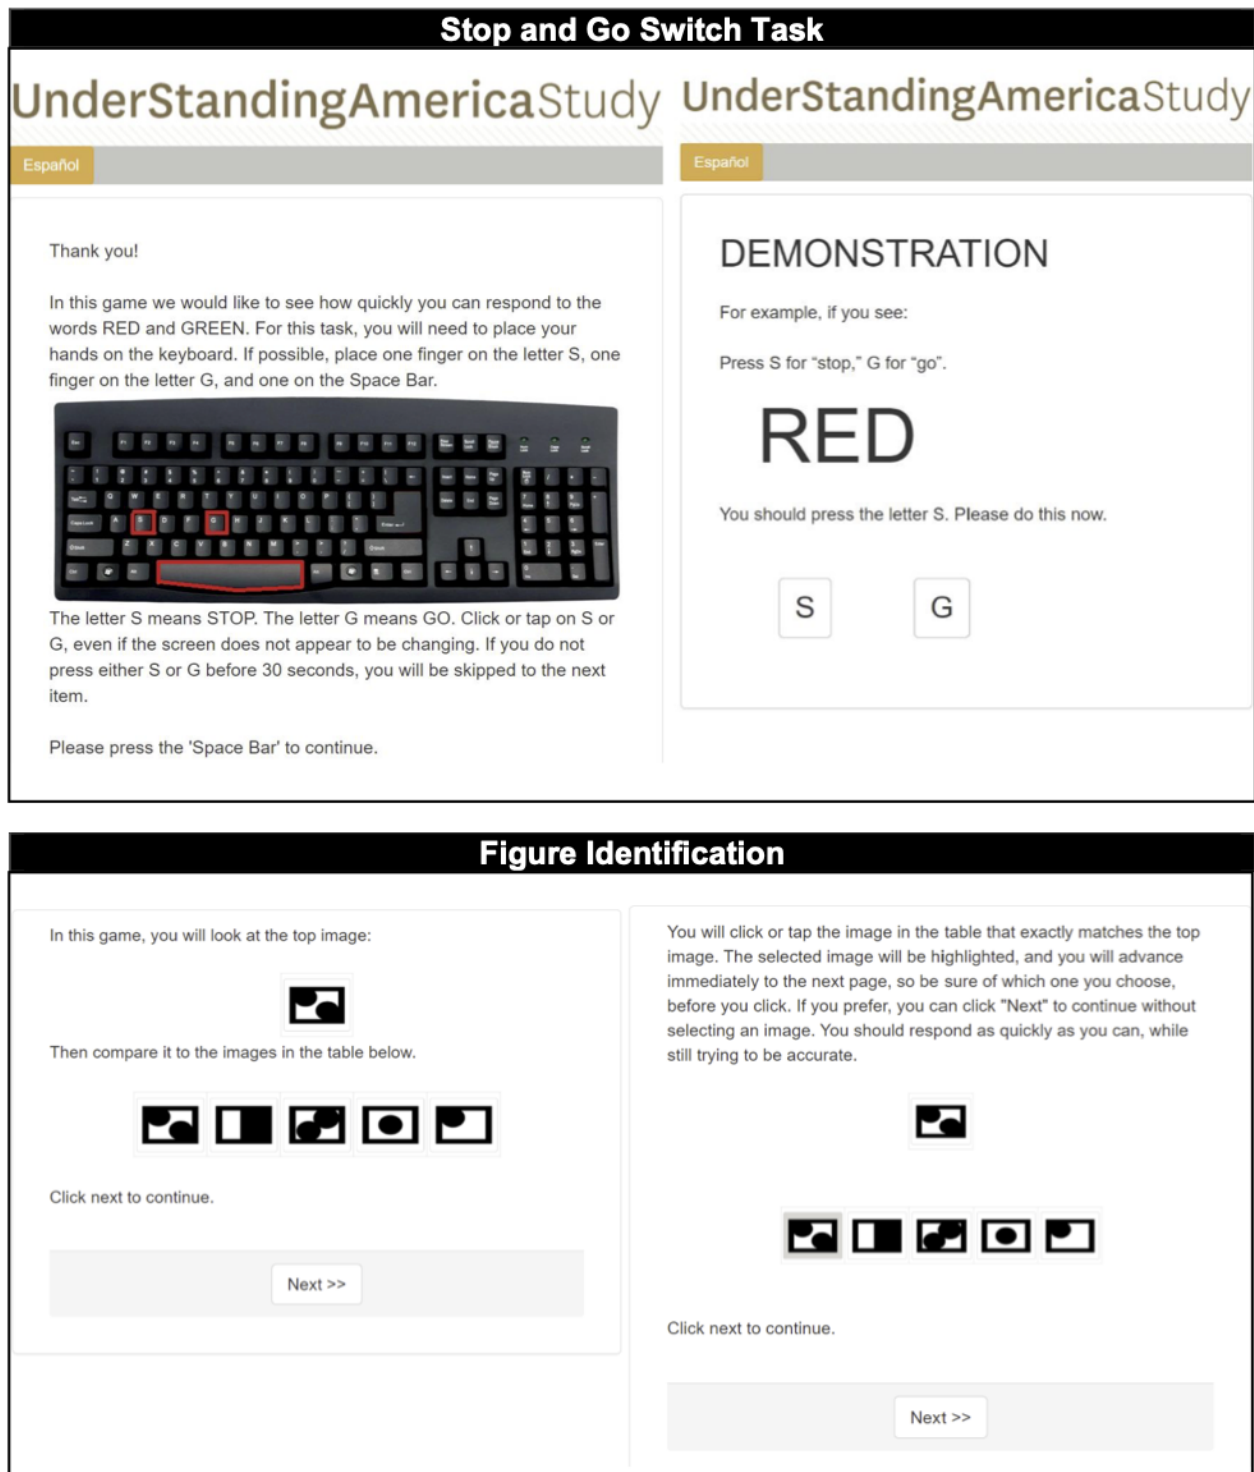 Stop and Go Switch Task
UnderStandingAmericaStudy
Español
Thank you!
In this game we would like to see how quickly you can respond to the
words RED and GREEN. For this task, you will need to place your
hands on the keyboard. If possible, place one finger on the letter S, one
finger on the letter G, and one on the Space Bar.
The letter S means STOP. The letter G means GO. Click or tap on S or
G, even if the screen does not appear to be changing. If you do not
press either S or G before 30 seconds, you will be skipped to the next
item.
Please press the 'Space Bar' to continue.
UnderStandingAmericaStudy
Español
DEMONSTRATION
For example, if you see:
Press S for “stop,” G for “go”.
RED
You should press the letter S. Please do this now.
S G
Figure Identification
In this game, you will look at the top image:
Then compare it to the images in the table below.
Click next to continue.
Next >>
You will click or tap the image in the table that exactly matches the top
image. The selected image will be highlighted, and you will advance
immediately to the next page, so be sure of which one you choose,
before you click. If you prefer, you can click "Next" to continue without
selecting an image. You should respond as quickly as you can, while
still trying to be accurate.
Click next to continue.
Next >>